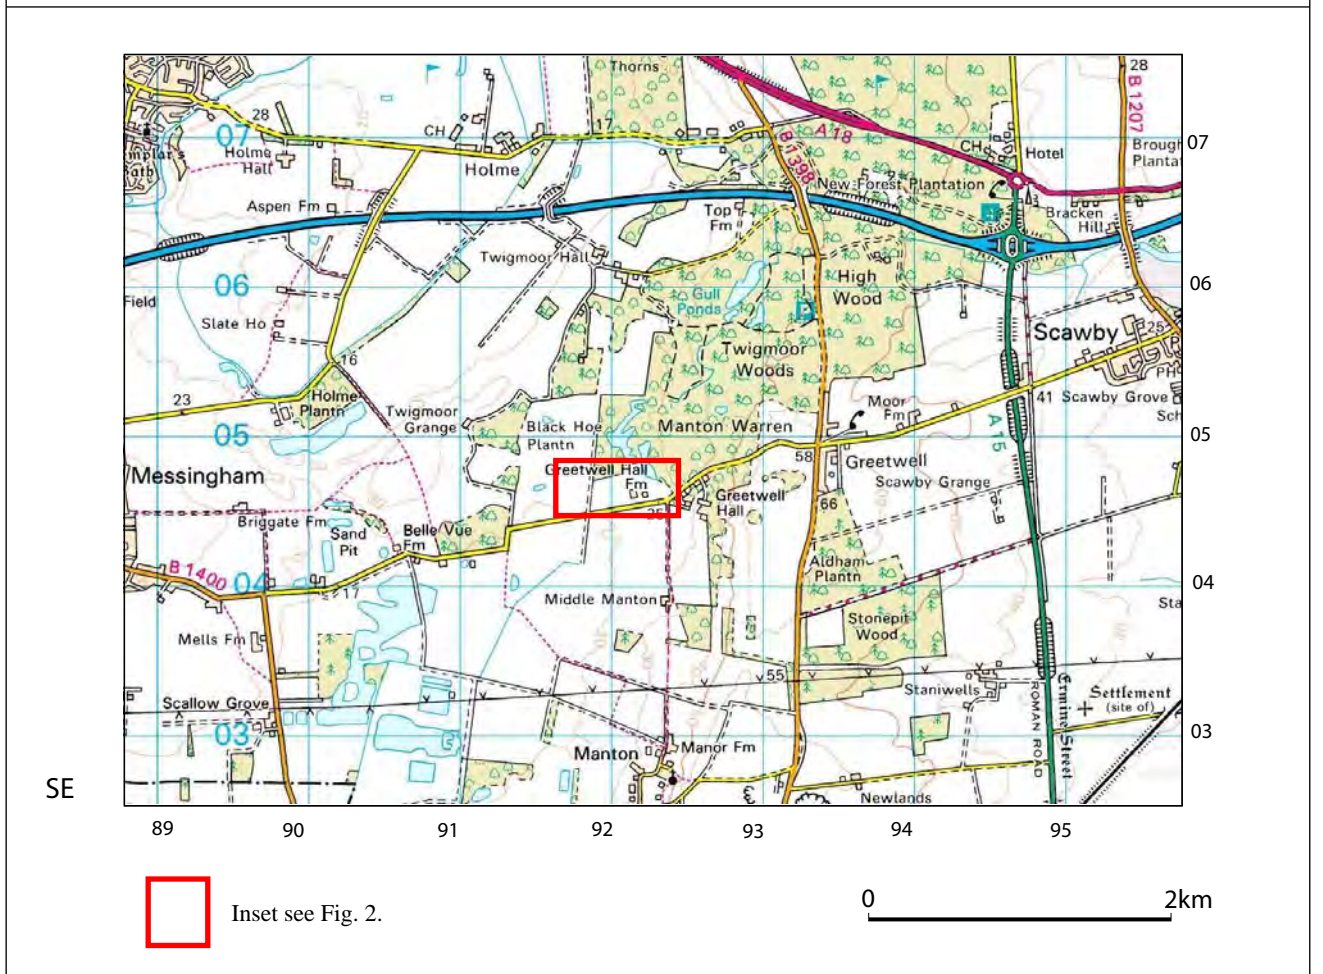 Thorns
28
B 1207
28
17
07
A 18
07
CH
CH
Hotel
Holme
Hall
Holme
B 1398
Brough
Plantat
Templar's
Bath
New Forest Plantation
Aspen Fm
Top
Fm
Bracken
Hill
Twigmoor Hall
06
High
Wood
06
Field
Gull
Ponds
P
Slate Ho
Scawby
25
16
Twigmoor
Woods
PH
23
Holme
Plantn
Twigmoor
Grange
Moor
Fm
41
Scawby Grove
Sch
05
Black Hoe
Plantn
Manton Warren
A 15
05
Messingham
Greetwell Hall
Fm
58
Greetwell
Scawby Grange
Greetwell
Hall
Briggate Fm
Sand
Pit
Belle Vue
Fm
66
Aldham
Plantn
B 1400
04
17
04
Middle Manton
Sta
Mells Fm
Stonepit
Wood
55
Staniwells
Settlement
(site of)
Scallow Grove
03
Ermine Street
ROMAN ROAD
03
Manton
Manor Fm
SE
Newlands
89 90 91 92 93 94 95
Inset see Fig. 2.
0 2km